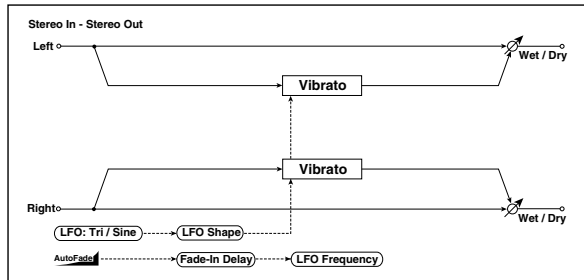 Stereo In - Stereo Out
Left
Wet / Dry
Vibrato
Vibrato
Right
Wet / Dry
LFO: Tri / Sine
LFO Shape
AutoFade
Fade-In Delay
LFO Frequency